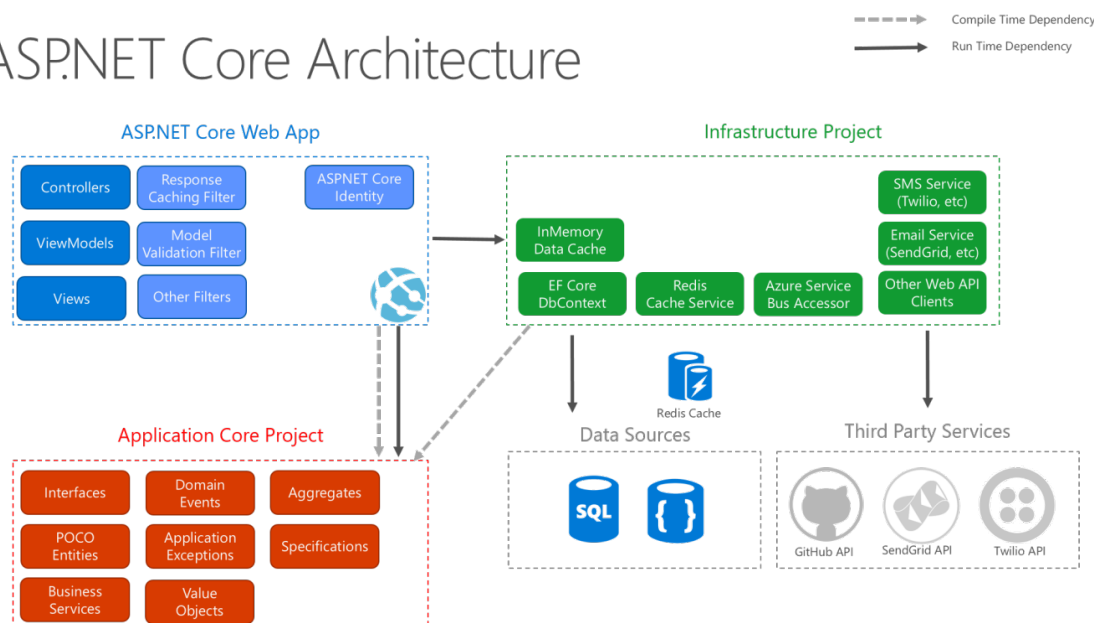 Compile Time Dependency
Run Time Dependency
ASP.NET Core Architecture
ASP.NET Core Web App
Controllers
Response
Caching Filter
ASP.NET Core
Identity
ViewModels
Model
Validation Filter
Views
Other Filters
Infrastructure Project
SMS Service
(Twilio, etc)
InMemory
Data Cache
Email Service
(SendGrid, etc)
EF Core
DbContext
Redis
Cache Service
Azure Service
Bus Accessor
Other Web API
Clients
Redis Cache
Application Core Project
Interfaces
Domain
Events
Aggregates
POCO
Entities
Application
Exceptions
Specifications
Business
Services
Value
Objects
Data Sources
SQL
{ }
Third Party Services
GitHub API
SendGrid API
Twilio API